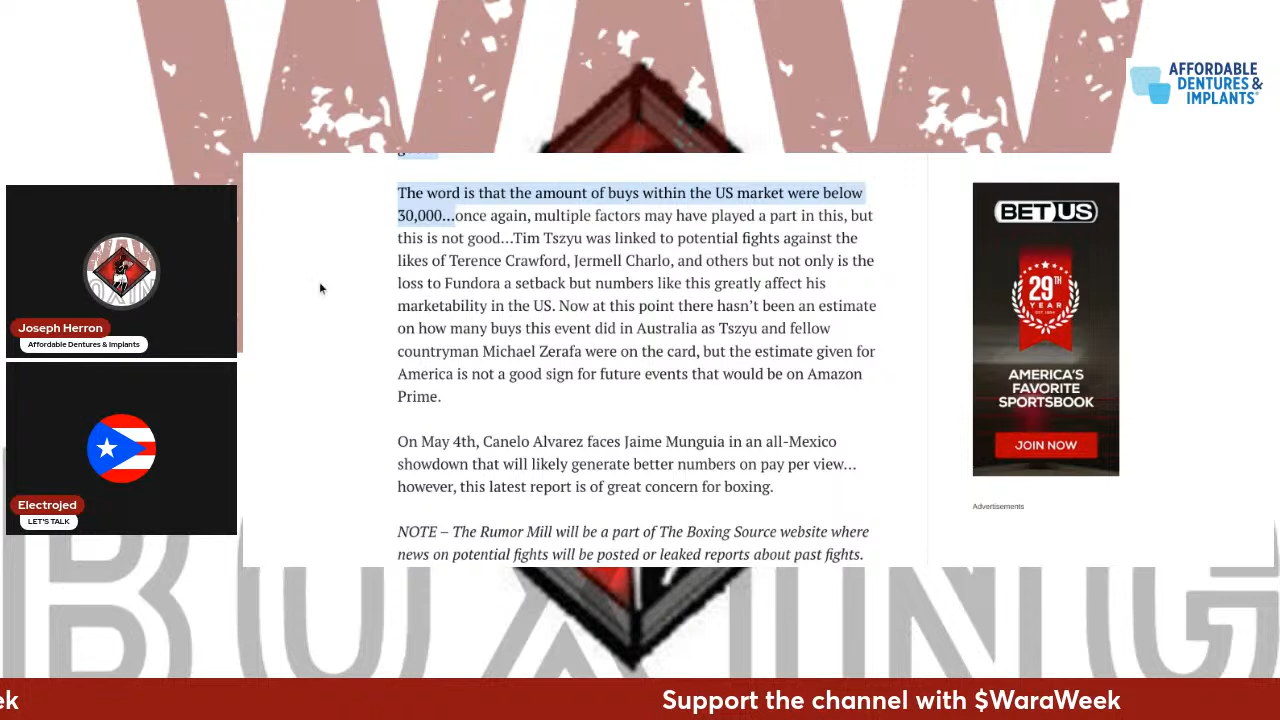 WAW
BOXING
AFFORDABLE
DENTURES &
IMPLANTS
The word is that the amount of buys within the US market were below
30,000...once again, multiple factors may have played a part in this, but
this is not good...Tim Tszyu was linked to potential fights against the
likes of Terence Crawford, Jermell Charlo, and others but not only is the
loss to Fundora a setback but numbers like this greatly affect his
marketability in the US. Now at this point there hasn't been an estimate
on how many buys this event did in Australia as Tszyu and fellow
countryman Michael Zerafa were on the card, but the estimate given for
America is not a good sign for future events that would be on Amazon
Prime.
On May 4th, Canelo Alvarez faces Jaime Munguia in an all-Mexico
showdown that will likely generate better numbers on pay per view...
however, this latest report is of great concern for boxing.
NOTE – The Rumor Mill will be a part of The Boxing Source website where
news on potential fights will be posted or leaked reports about past fights.
BETUS
29TH
YEAR
AMERICA'S
FAVORITE
SPORTSBOOK
JOIN NOW
Advertisements
Joseph Herron
Affordable Dentures & Implants
Electrojed
LET'S TALK
ek
Support the channel with $WaraWeek